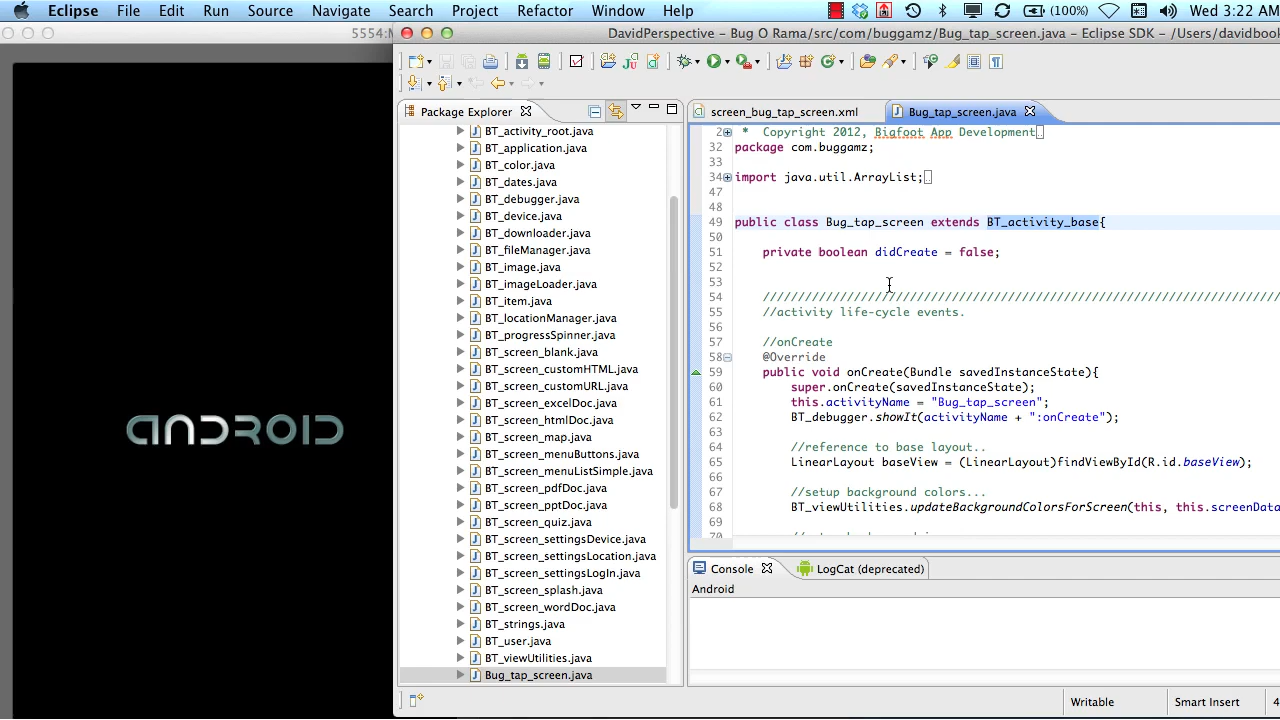 Eclipse File Edit Run Source Navigate Search Project Refactor Window Help (100%) Wed 3:22 AM
5554:
DavidPerspective – Bug O Rama/src/com/buggamz/Bug_tap_screen.java – Eclipse SDK – /Users/davidbook
Package Explorer
screen_bug_tap_screen.xml
Bug_tap_screen.java
BT_activity_root.java
BT_application.java
BT_color.java
BT_dates.java
BT_debugger.java
BT_device.java
BT_downloader.java
BT_fileManager.java
BT_image.java
BT_imageLoader.java
BT_item.java
BT_locationManager.java
BT_progressSpinner.java
BT_screen_blank.java
BT_screen_customHTML.java
BT_screen_customURL.java
BT_screen_excelDoc.java
BT_screen_htmlDoc.java
BT_screen_map.java
BT_screen_menuButtons.java
BT_screen_menuListSimple.java
BT_screen_pdfDoc.java
BT_screen_pptDoc.java
BT_screen_quiz.java
BT_screen_settingsDevice.java
BT_screen_settingsLocation.java
BT_screen_settingsLogIn.java
BT_screen_splash.java
BT_screen_wordDoc.java
BT_strings.java
BT_user.java
BT_viewUtilities.java
Bug_tap_screen.java
2 * Copyright 2012, Bigfoot App Development
32 package com.buggamz;
33
34 import java.util.ArrayList;
47
48
49 public class Bug_tap_screen extends BT_activity_base{
50
51 private boolean didCreate = false;
52
53
54 //////////////////////////////////////////////////////////////////////////
55 //activity life-cycle events.
56
57 //onCreate
58 @Override
59 public void onCreate(Bundle savedInstanceState){
60 super.onCreate(savedInstanceState);
61 this.activityName = "Bug_tap_screen";
62 BT_debugger.showIt(activityName + ":onCreate");
63
64 //reference to base layout..
65 LinearLayout baseView = (LinearLayout)findViewById(R.id.baseView);
66
67 //setup background colors...
68 BT_viewUtilities.updateBackgroundColorsForScreen(this, this.screenData
69
70
Console
LogCat (deprecated)
Android
Writable
Smart Insert
4
ANDROID